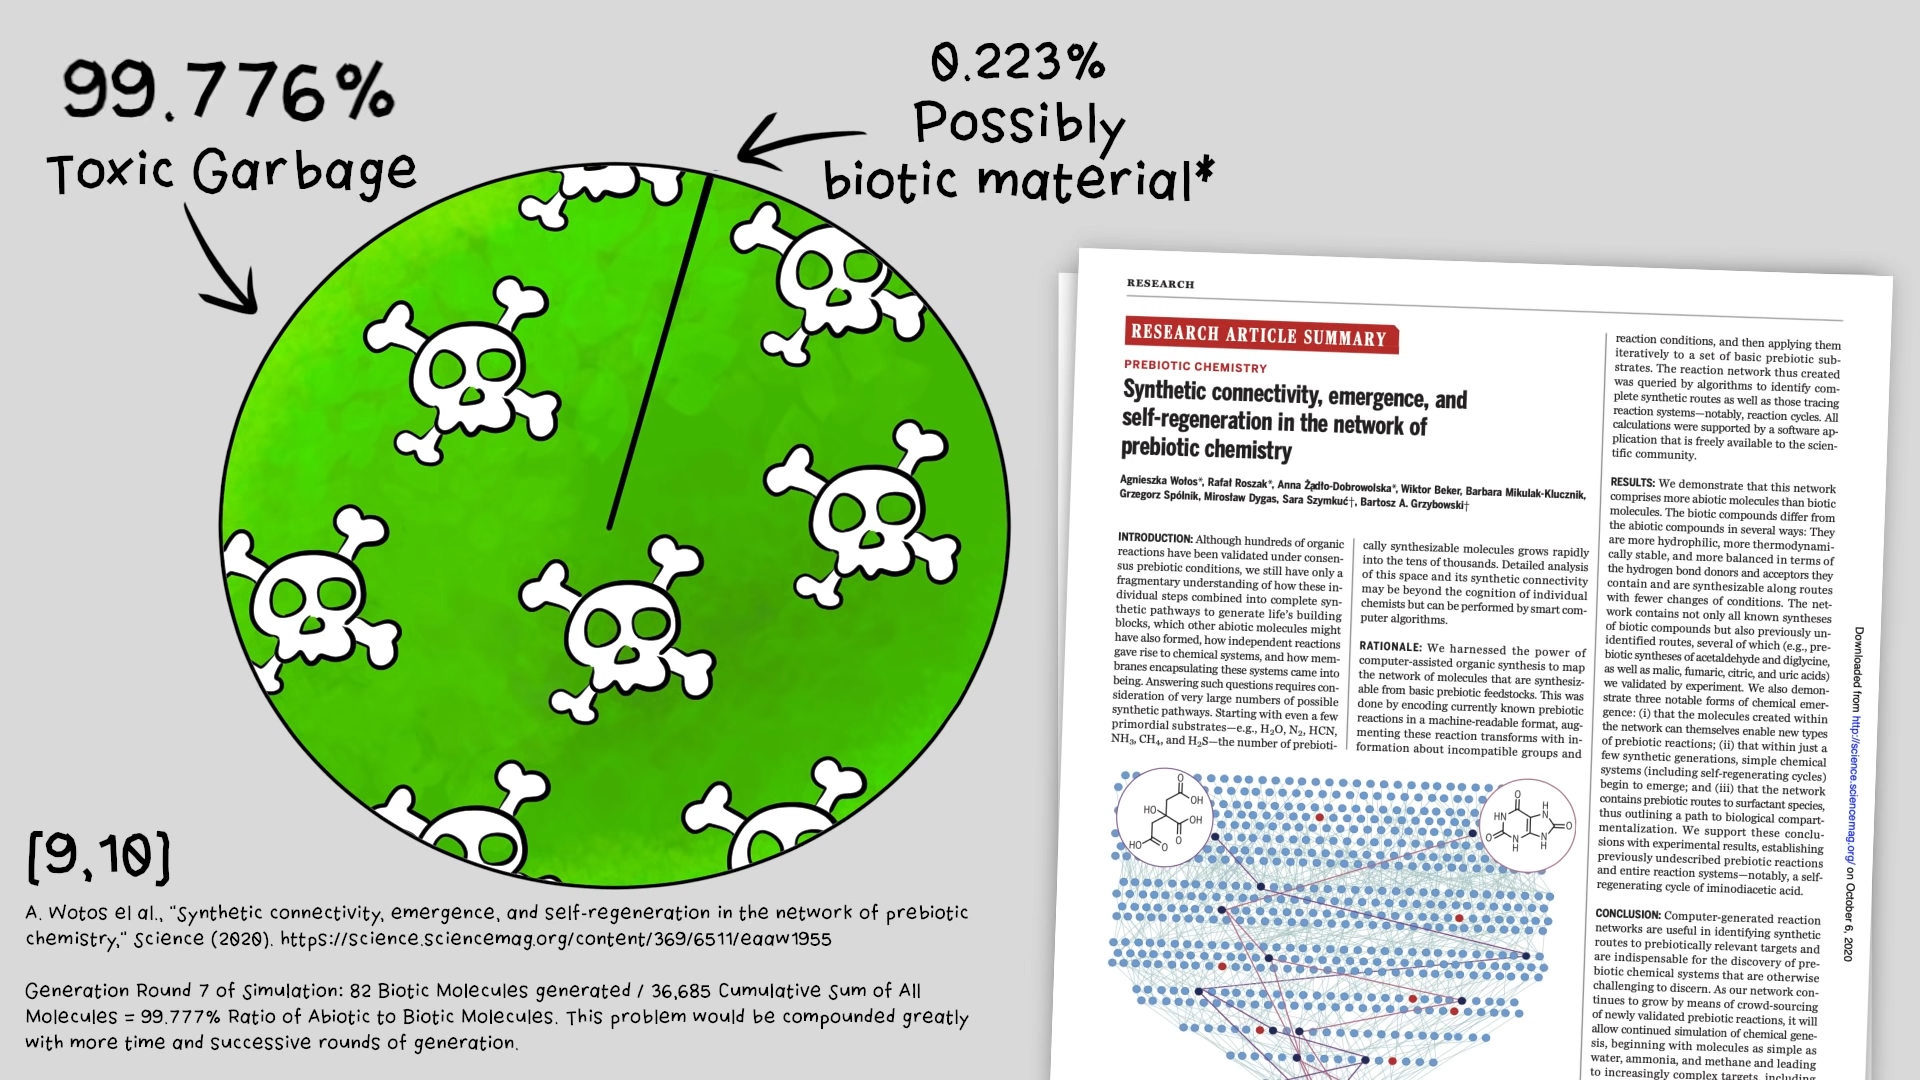 99.776%
Toxic Garbage
0.223%
Possibly
biotic material*
[9,10]
A. Wotos el al., "Synthetic connectivity, emergence, and self-regeneration in the network of prebiotic
chemistry," Science (2020). https://science.sciencemag.org/content/369/6511/eaaw1955
Generation Round 7 of Simulation: 82 Biotic Molecules generated / 36,685 Cumulative Sum of All
Molecules = 99.777% Ratio of Abiotic to Biotic Molecules. This problem would be compounded greatly
with more time and successive rounds of generation.
RESEARCH
RESEARCH ARTICLE SUMMARY
PREBIOTIC CHEMISTRY
Synthetic connectivity, emergence, and
self-regeneration in the network of
prebiotic chemistry
Agnieszka Wołos*, Rafał Roszak*, Anna Żądło-Dobrowolska*, Wiktor Beker, Barbara Mikulak-Klucznik,
Grzegorz Spólnik, Mirosław Dygas, Sara Szymkuć†, Bartosz A. Grzybowski†
INTRODUCTION: Although hundreds of organic
reactions have been validated under consen-
sus prebiotic conditions, we still have only a
fragmentary understanding of how these in-
dividual steps combined into complete syn-
thetic pathways to generate life's building
blocks, which other abiotic molecules might
have also formed, how independent reactions
gave rise to chemical systems, and how mem-
branes encapsulating these systems came into
being. Answering such questions requires con-
sideration of very large numbers of possible
synthetic pathways. Starting with even a few
primordial substrates—e.g., H₂O, N₂, HCN,
NH₃, CH₄, and H₂S—the number of prebioti-
cally synthesizable molecules grows rapidly
into the tens of thousands. Detailed analysis
of this space and its synthetic connectivity
may be beyond the cognition of individual
chemists but can be performed by smart com-
puter algorithms.
RATIONALE: We harnessed the power of
computer-assisted organic synthesis to map
the network of molecules that are synthesiz-
able from basic prebiotic feedstocks. This was
done by encoding currently known prebiotic
reactions in a machine-readable format, aug-
menting these reaction transforms with in-
formation about incompatible groups and
reaction conditions, and then applying them
iteratively to a set of basic prebiotic sub-
strates. The reaction network thus created
was queried by algorithms to identify com-
plete synthetic routes as well as those tracing
reaction systems—notably, reaction cycles. All
calculations were supported by a software ap-
plication that is freely available to the scien-
tific community.
RESULTS: We demonstrate that this network
comprises more abiotic molecules than biotic
molecules. The biotic compounds differ from
the abiotic compounds in several ways: They
are more hydrophilic, more thermodynami-
cally stable, and more balanced in terms of
the hydrogen bond donors and acceptors they
contain and are synthesizable along routes
with fewer changes of conditions. The net-
work contains not only all known syntheses
of biotic compounds but also previously un-
identified routes, several of which (e.g., pre-
biotic syntheses of acetaldehyde and diglycine,
as well as malic, fumaric, citric, and uric acids)
we validated by experiment. We also demon-
strate three notable forms of chemical emer-
gence: (i) that the molecules created within
the network can themselves enable new types
of prebiotic reactions; (ii) that within just a
few synthetic generations, simple chemical
systems (including self-regenerating cycles)
begin to emerge; and (iii) that the network
contains prebiotic routes to surfactant species,
thus outlining a path to biological compart-
mentalization. We support these conclu-
sions with experimental results, establishing
previously undescribed prebiotic reactions
and entire reaction systems—notably, a self-
regenerating cycle of iminodiacetic acid.
CONCLUSION: Computer-generated reaction
networks are useful in identifying synthetic
routes to prebiotically relevant targets and
are indispensable for the discovery of pre-
biotic chemical systems that are otherwise
challenging to discern. As our network con-
tinues to grow by means of crowd-sourcing
of newly validated prebiotic reactions, it will
allow continued simulation of chemical gene-
sis, beginning with molecules as simple as
water, ammonia, and methane and leading
to increasingly complex targets, including
Downloaded from http://science.sciencemag.org/ on October 6, 2020
O
OH
HO
OH
O
HO
O
O
HN
H
N
O
O
N
H
N
H